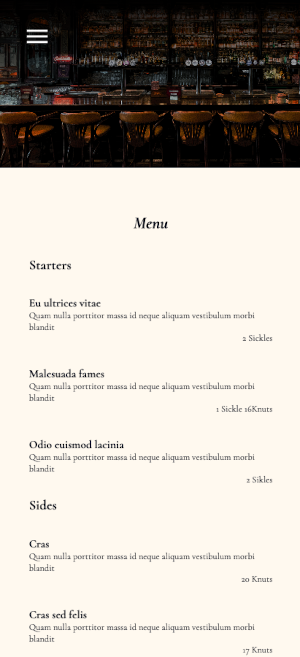 Menu
Starters
Eu ultrices vitae
Quam nulla porttitor massa id neque aliquam vestibulum morbi
blandit
2 Sickles
Malesuada fames
Quam nulla porttitor massa id neque aliquam vestibulum morbi
blandit
1 Sickle 16Knuts
Odio euismod lacinia
Quam nulla porttitor massa id neque aliquam vestibulum morbi
blandit
2 Sikles
Sides
Cras
Quam nulla porttitor massa id neque aliquam vestibulum morbi
blandit
20 Knuts
Cras sed felis
Quam nulla porttitor massa id neque aliquam vestibulum morbi
blandit
17 Knuts